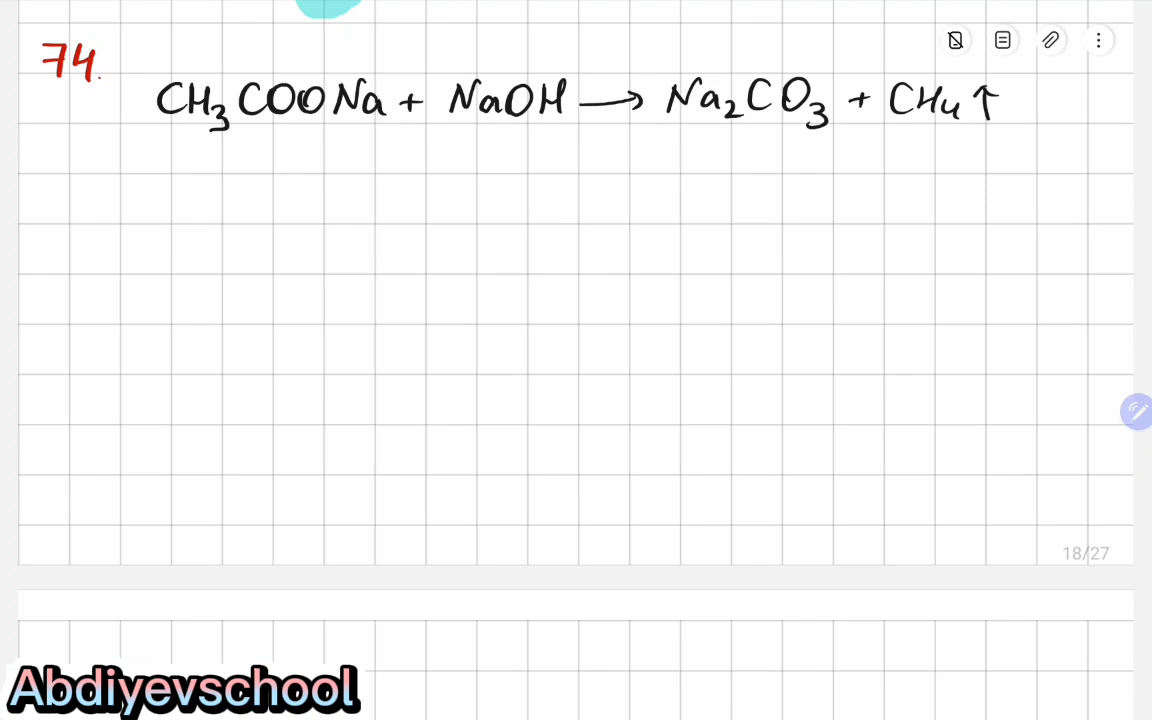 74.
CH₃COONa + NaOH → Na₂CO₃ + CH₄↑
18/27
Abdiyevschool